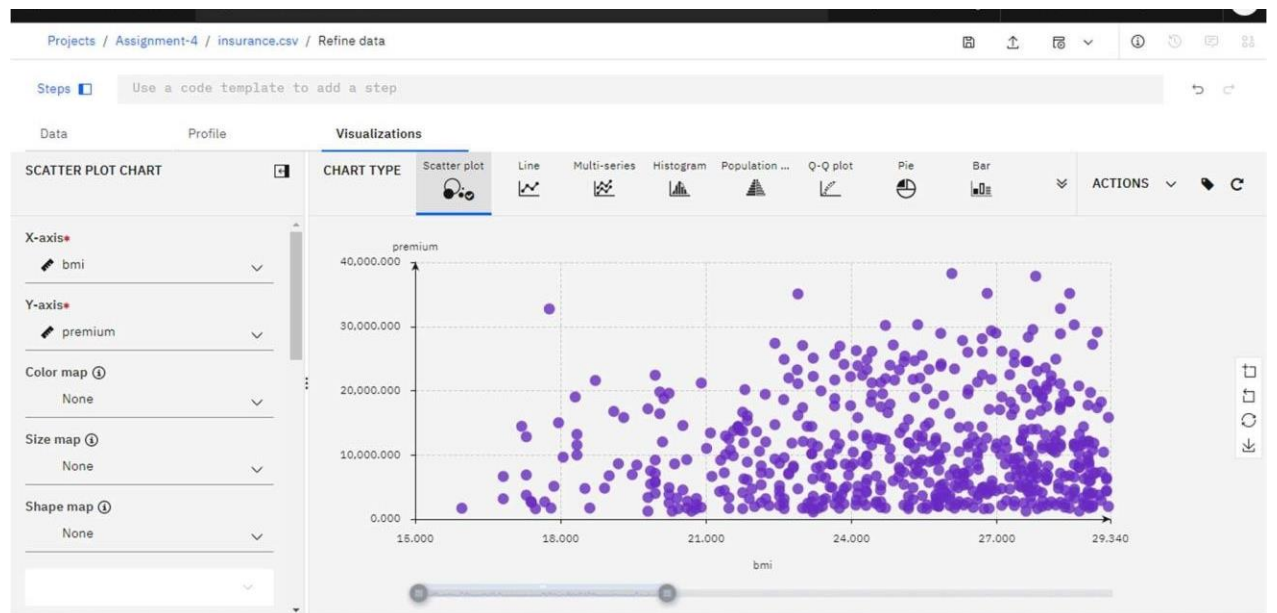 Projects / Assignment-4 / insurance.csv / Refine data
Steps
Use a code template to add a step
Data
Profile
Visualizations
SCATTER PLOT CHART
CHART TYPE
Scatter plot
Line
Multi-series
Histogram
Population ...
Q-Q plot
Pie
Bar
ACTIONS
X-axis*
bmi
Y-axis*
premium
Color map
None
Size map
None
Shape map
None
premium
40,000.000
30,000.000
20,000.000
10,000.000
0.000
15.000
18.000
21.000
24.000
27.000
29.340
bmi